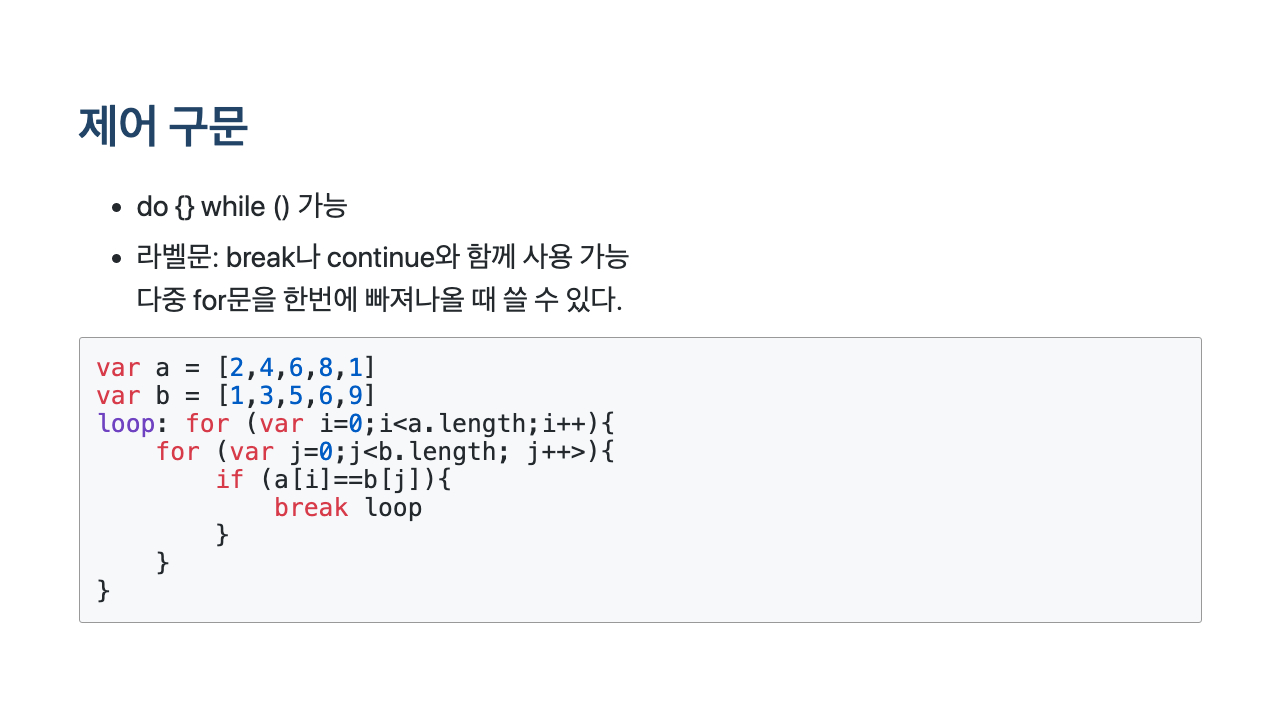 제어 구문
do {} while () 가능
라벨문: break나 continue와 함께 사용 가능
다중 for문을 한번에 빠져나올 때 쓸 수 있다.
var a = [2,4,6,8,1]
var b = [1,3,5,6,9]
loop: for (var i=0;i<a.length;i++){
    for (var j=0;j<b.length; j++>){
        if (a[i]==b[j]){
            break loop
        }
    }
}